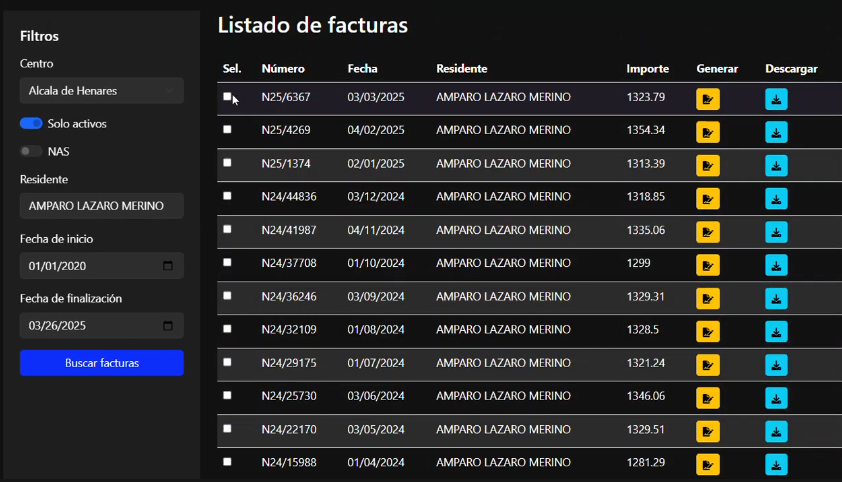 Filtros
Centro
Alcala de Henares
Solo activos
NAS
Residente
AMPARO LAZARO MERINO
Fecha de inicio
01/01/2020
Fecha de finalización
03/26/2025
Buscar facturas
Listado de facturas
Sel. Número Fecha Residente Importe Generar Descargar
N25/6367 03/03/2025 AMPARO LAZARO MERINO 1323.79
N25/4269 04/02/2025 AMPARO LAZARO MERINO 1354.34
N25/1374 02/01/2025 AMPARO LAZARO MERINO 1313.39
N24/44836 03/12/2024 AMPARO LAZARO MERINO 1318.85
N24/41987 04/11/2024 AMPARO LAZARO MERINO 1335.06
N24/37708 01/10/2024 AMPARO LAZARO MERINO 1299
N24/36246 03/09/2024 AMPARO LAZARO MERINO 1329.31
N24/32109 01/08/2024 AMPARO LAZARO MERINO 1328.5
N24/29175 01/07/2024 AMPARO LAZARO MERINO 1321.24
N24/25730 03/06/2024 AMPARO LAZARO MERINO 1346.06
N24/22170 03/05/2024 AMPARO LAZARO MERINO 1329.51
N24/15988 01/04/2024 AMPARO LAZARO MERINO 1281.29